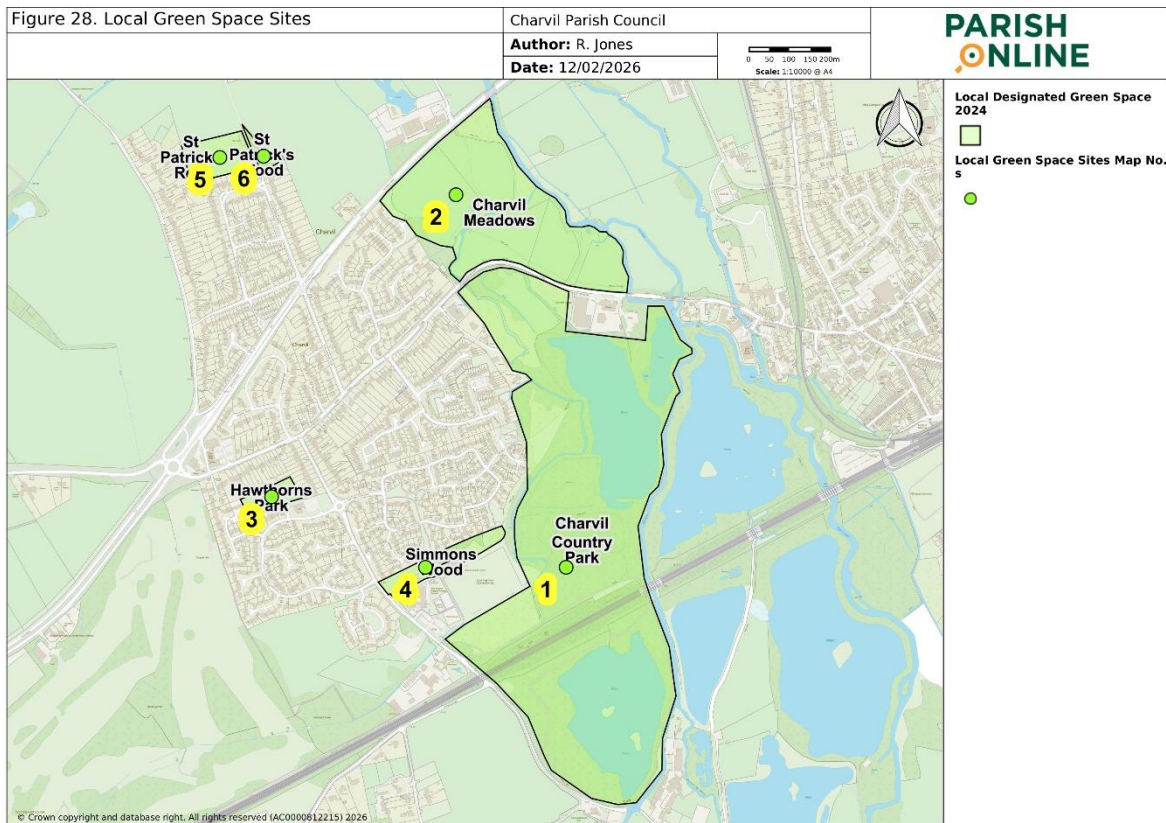 Figure 28. Local Green Space Sites
Charvil Parish Council
Author: R. Jones
Date: 12/02/2026
0 50 100 150 200m
Scale: 1:10000 @ A4
PARISH
ONLINE
Local Designated Green Space
2024
Local Green Space Sites Map No.
s
St
Patrick
5
St
Patrick's
6
Charvil
Meadows
2
Charvil
Charvil
Hawthorns
Park
3
Simmons
Wood
4
Charvil
Country
Park
1
© Crown copyright and database right. All rights reserved (AC0000812215) 2026